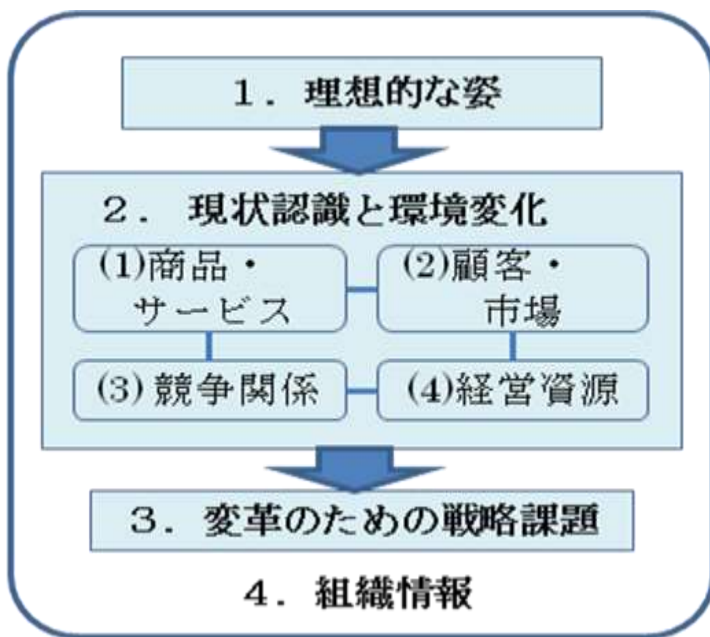 １．理想的な姿
２．現状認識と環境変化
(1)商品・
サービス
(2)顧客・
市場
(3)競争関係
(4)経営資源
３．変革のための戦略課題
４．組織情報